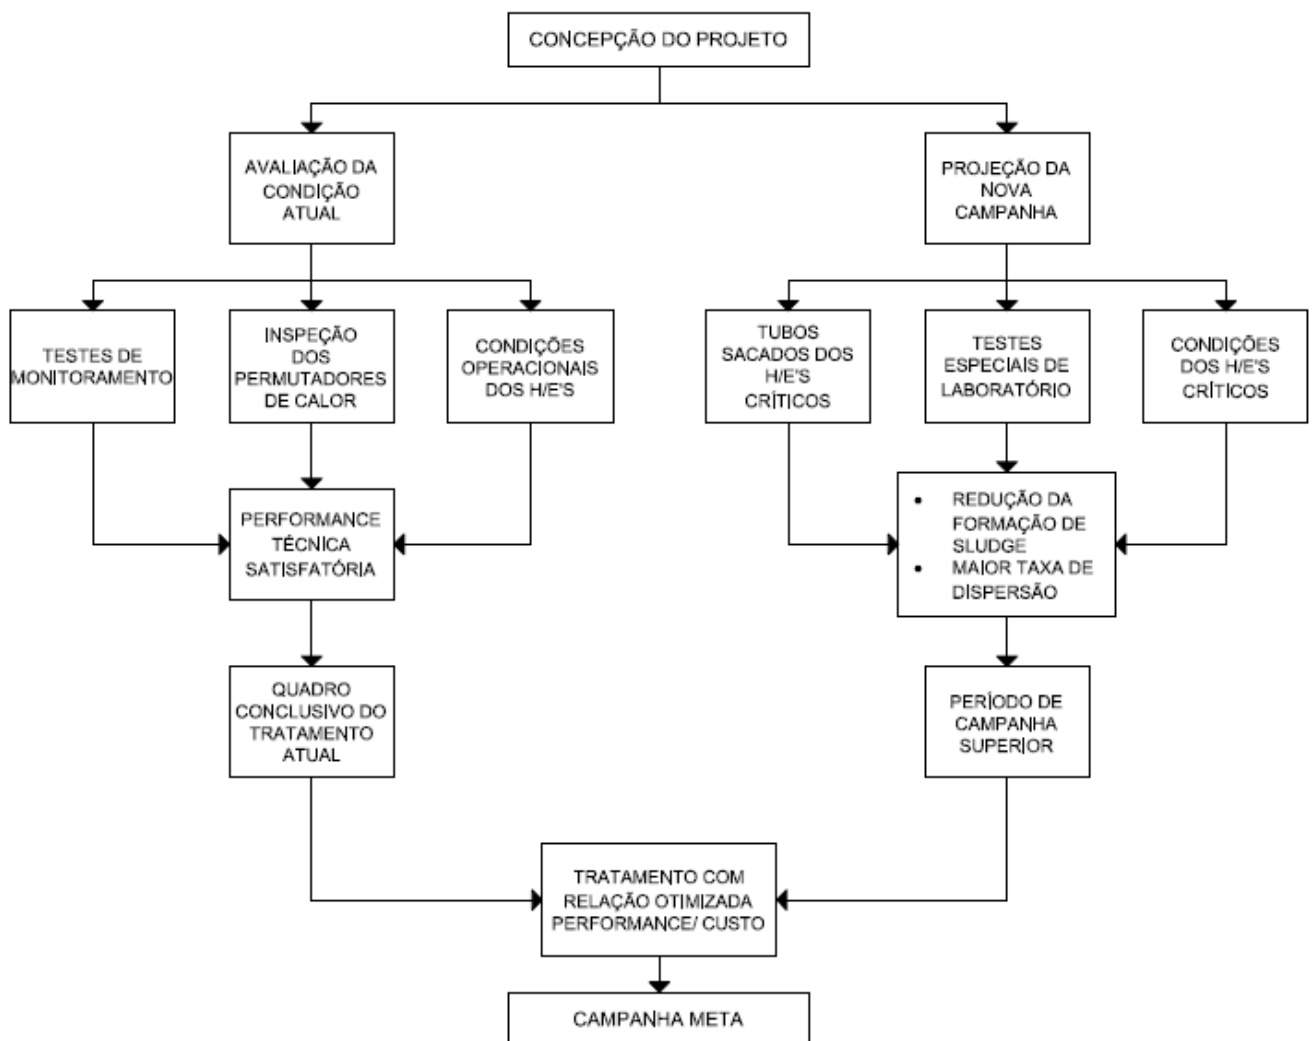 CONCEPÇÃO DO PROJETO
AVALIAÇÃO DA
CONDIÇÃO
ATUAL
PROJEÇÃO DA
NOVA
CAMPANHA
TESTES DE
MONITORAMENTO
INSPEÇÃO
DOS
PERMUTADORES
DE CALOR
CONDIÇÕES
OPERACIONAIS
DOS H/E'S
TUBOS
SACADOS DOS
H/E'S
CRÍTICOS
TESTES
ESPECIAIS DE
LABORATÓRIO
CONDIÇÕES
DOS H/E'S
CRÍTICOS
PERFORMANCE
TÉCNICA
SATISFATÓRIA
• REDUÇÃO DA
FORMAÇÃO DE
SLUDGE
• MAIOR TAXA DE
DISPERSÃO
QUADRO
CONCLUSIVO DO
TRATAMENTO
ATUAL
PERÍODO DE
CAMPANHA
SUPERIOR
TRATAMENTO COM
RELAÇÃO OTIMIZADA
PERFORMANCE/ CUSTO
CAMPANHA META